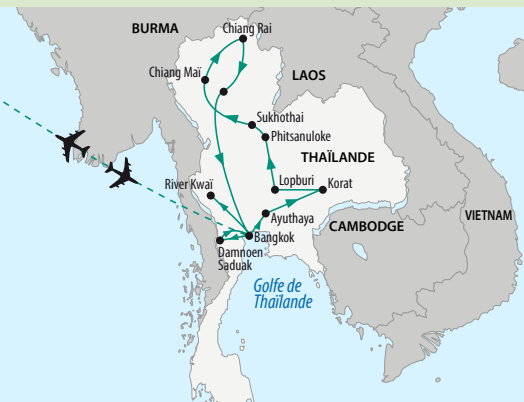 BURMA
Chiang Rai
Chiang Maï
LAOS
Sukhothai
Phitsanuloke
THAÏLANDE
River Kwaï
Lopburi
Korat
Ayuthaya
VIETNAM
CAMBODGE
Bangkok
Damnoen
Saduak
Golfe de
Thaïlande